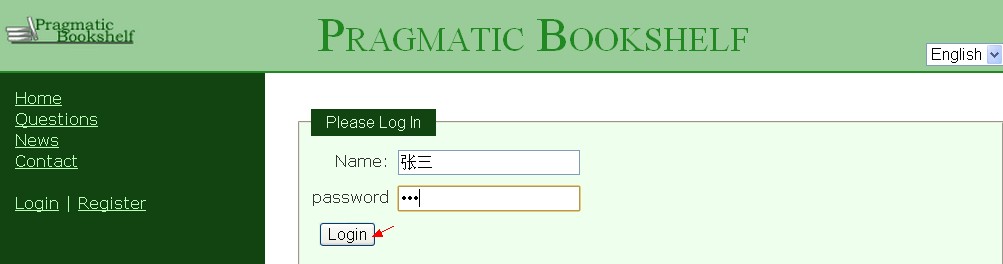 Pragmatic
Bookshelf
PRAGMATIC BOOKSHELF
English
Home
Questions
News
Contact
Login | Register
Please Log In
Name: 张三
password •••
Login